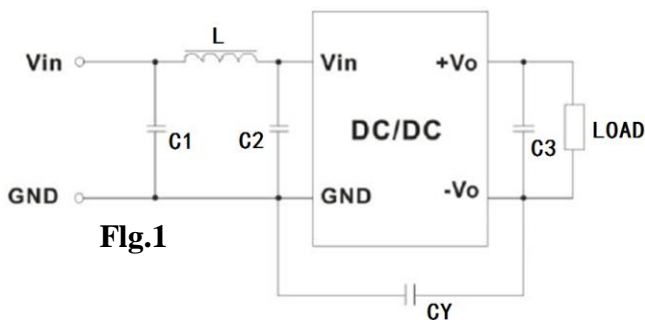 L
Vin
Vin
+Vo
C1
C2
DC/DC
C3
LOAD
GND
GND
-Vo
Flg.1
CY